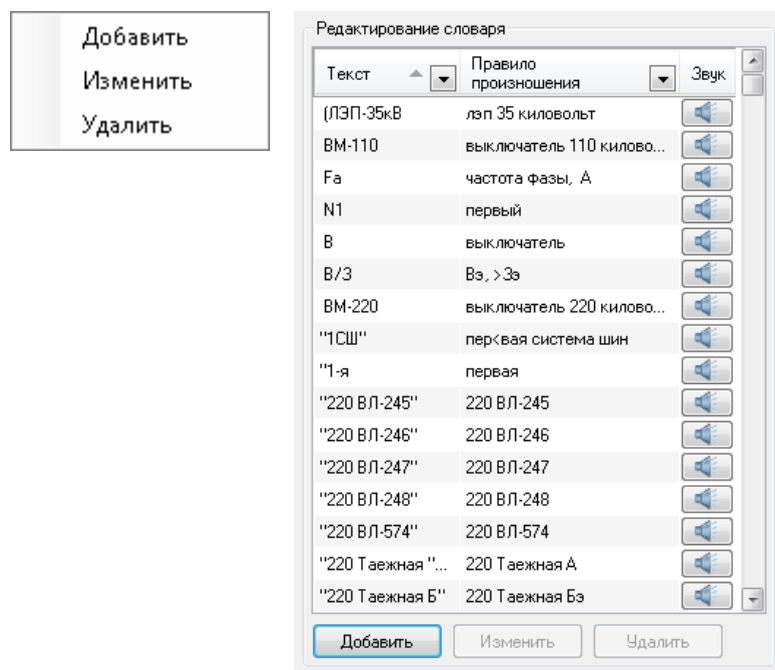 Добавить
Изменить
Удалить
Редактирование словаря
Текст Правило произношения Звук
(ЛЭП-35кВ лэп 35 киловольт
ВМ-110 выключатель 110 килово...
Fa частота фазы, А
N1 первый
В выключатель
В/З Вэ, >Зэ
ВМ-220 выключатель 220 килово...
"1СШ" пер<вая система шин
"1-я первая
"220 ВЛ-245" 220 ВЛ-245
"220 ВЛ-246" 220 ВЛ-246
"220 ВЛ-247" 220 ВЛ-247
"220 ВЛ-248" 220 ВЛ-248
"220 ВЛ-574" 220 ВЛ-574
"220 Таежная "... 220 Таежная А
"220 Таежная Б" 220 Таежная Бэ
Добавить Изменить Удалить